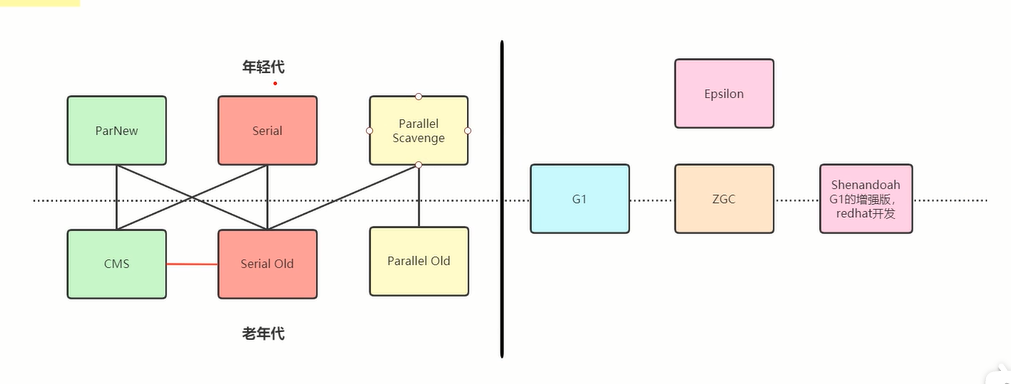 年轻代
ParNew
Serial
Parallel
Scavenge
CMS
Serial Old
Parallel Old
老年代
Epsilon
G1
ZGC
Shenandoah
G1的增强版，
redhat开发